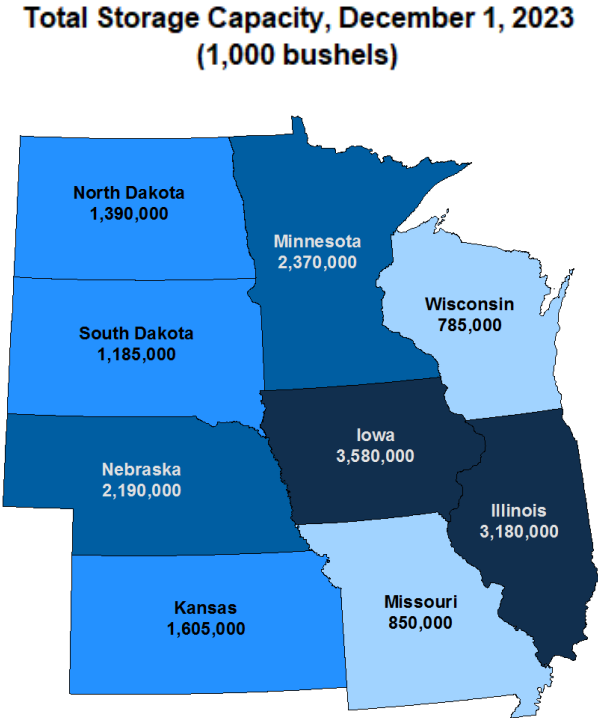 Total Storage Capacity, December 1, 2023
(1,000 bushels)
North Dakota
1,390,000
Minnesota
2,370,000
Wisconsin
785,000
South Dakota
1,185,000
Iowa
3,580,000
Nebraska
2,190,000
Illinois
3,180,000
Kansas
1,605,000
Missouri
850,000